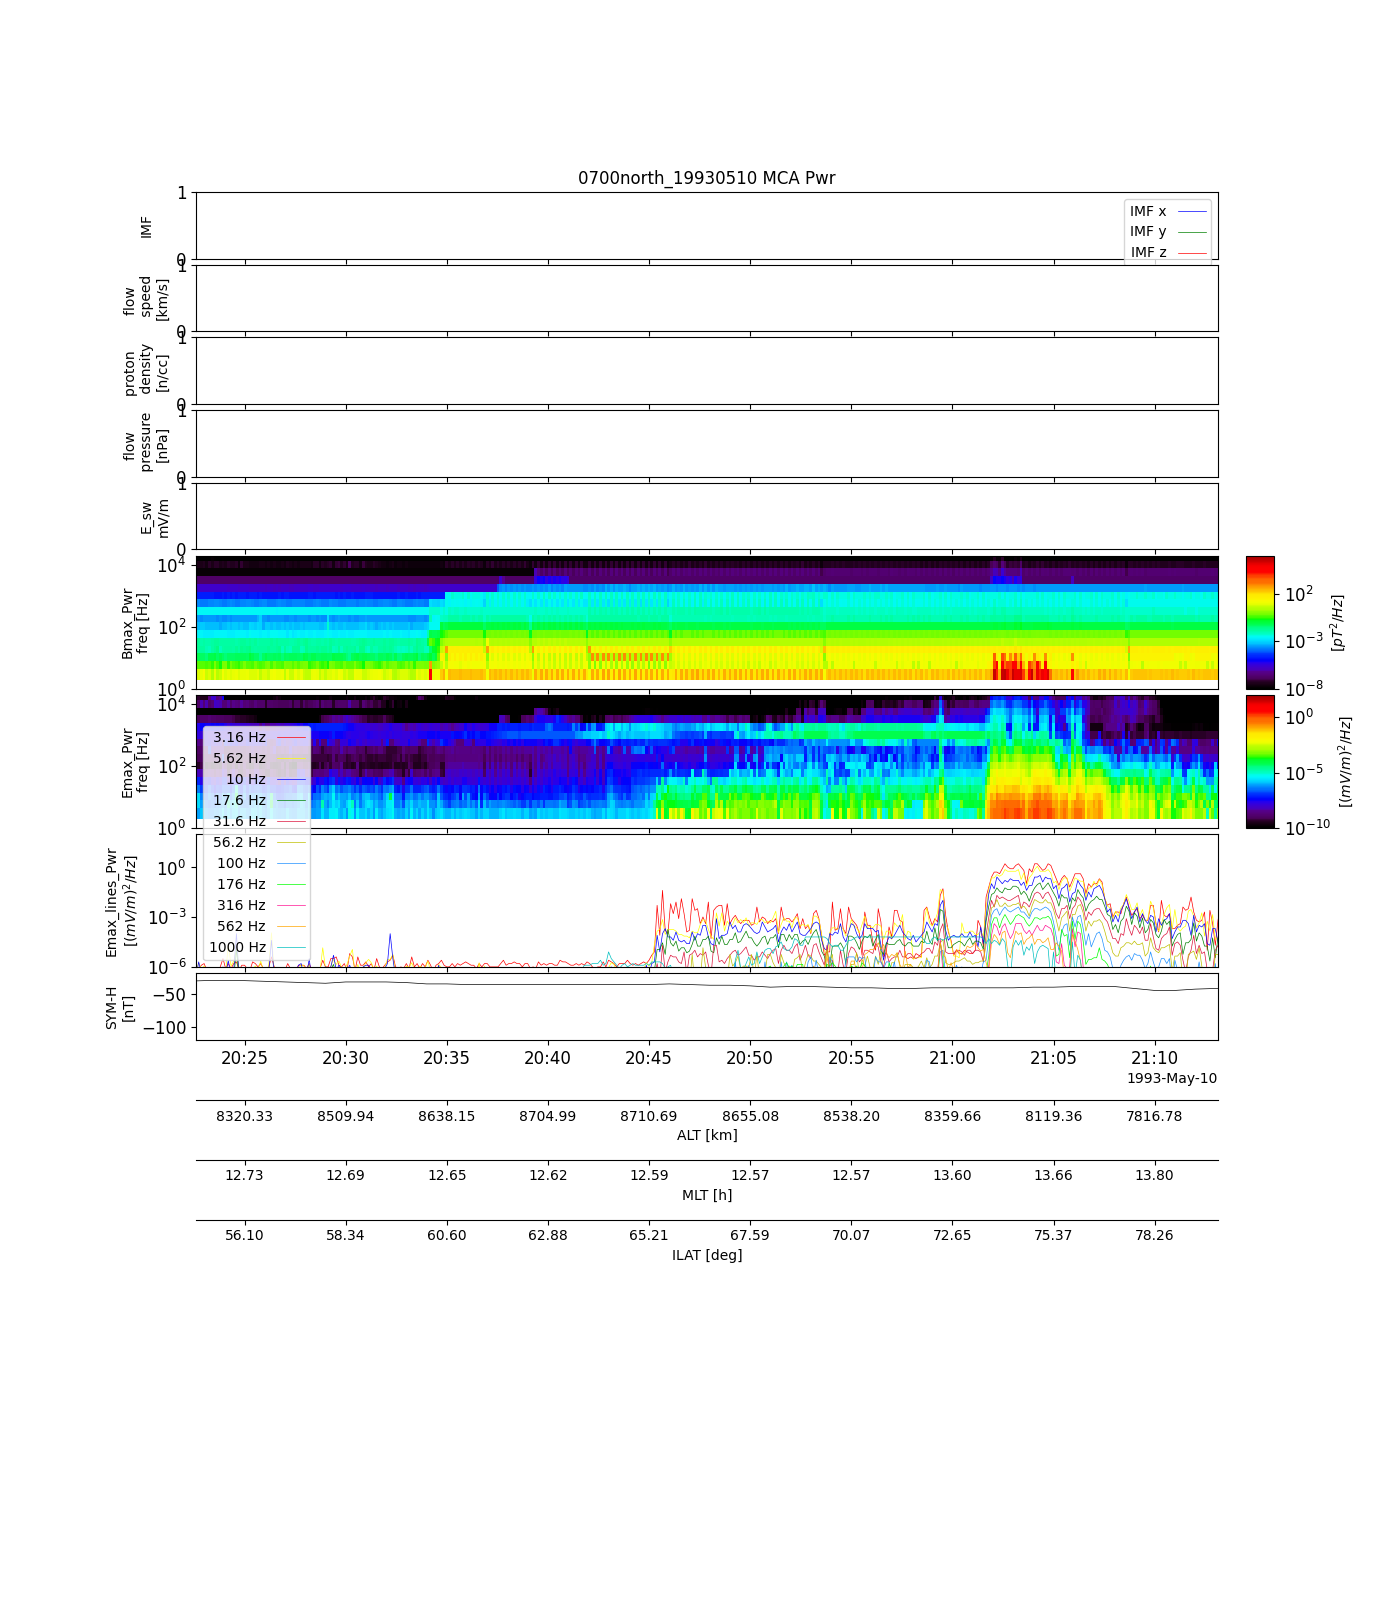 0700north_19930510 MCA Pwr
1
IMF
0
IMF x
IMF y
IMF z
1
flow
speed
[km/s]
0
1
proton
density
[n/cc]
0
1
flow
pressure
[nPa]
0
1
E_sw
mV/m
0
10^4
10^2
10^0
Bmax_Pwr
freq [Hz]
10^2
10^-3
10^-8
[pT^2/Hz]
10^4
10^2
10^0
Emax_Pwr
freq [Hz]
10^0
10^-5
10^-10
[(mV/m)^2/Hz]
3.16 Hz
5.62 Hz
10 Hz
17.6 Hz
31.6 Hz
56.2 Hz
100 Hz
176 Hz
316 Hz
562 Hz
1000 Hz
10^0
10^-3
10^-6
Emax_lines_Pwr
[(mV/m)^2/Hz]
−50
−100
SYM-H
[nT]
20:25 20:30 20:35 20:40 20:45 20:50 20:55 21:00 21:05 21:10
1993-May-10
8320.33 8509.94 8638.15 8704.99 8710.69 8655.08 8538.20 8359.66 8119.36 7816.78
ALT [km]
12.73 12.69 12.65 12.62 12.59 12.57 12.57 13.60 13.66 13.80
MLT [h]
56.10 58.34 60.60 62.88 65.21 67.59 70.07 72.65 75.37 78.26
ILAT [deg]